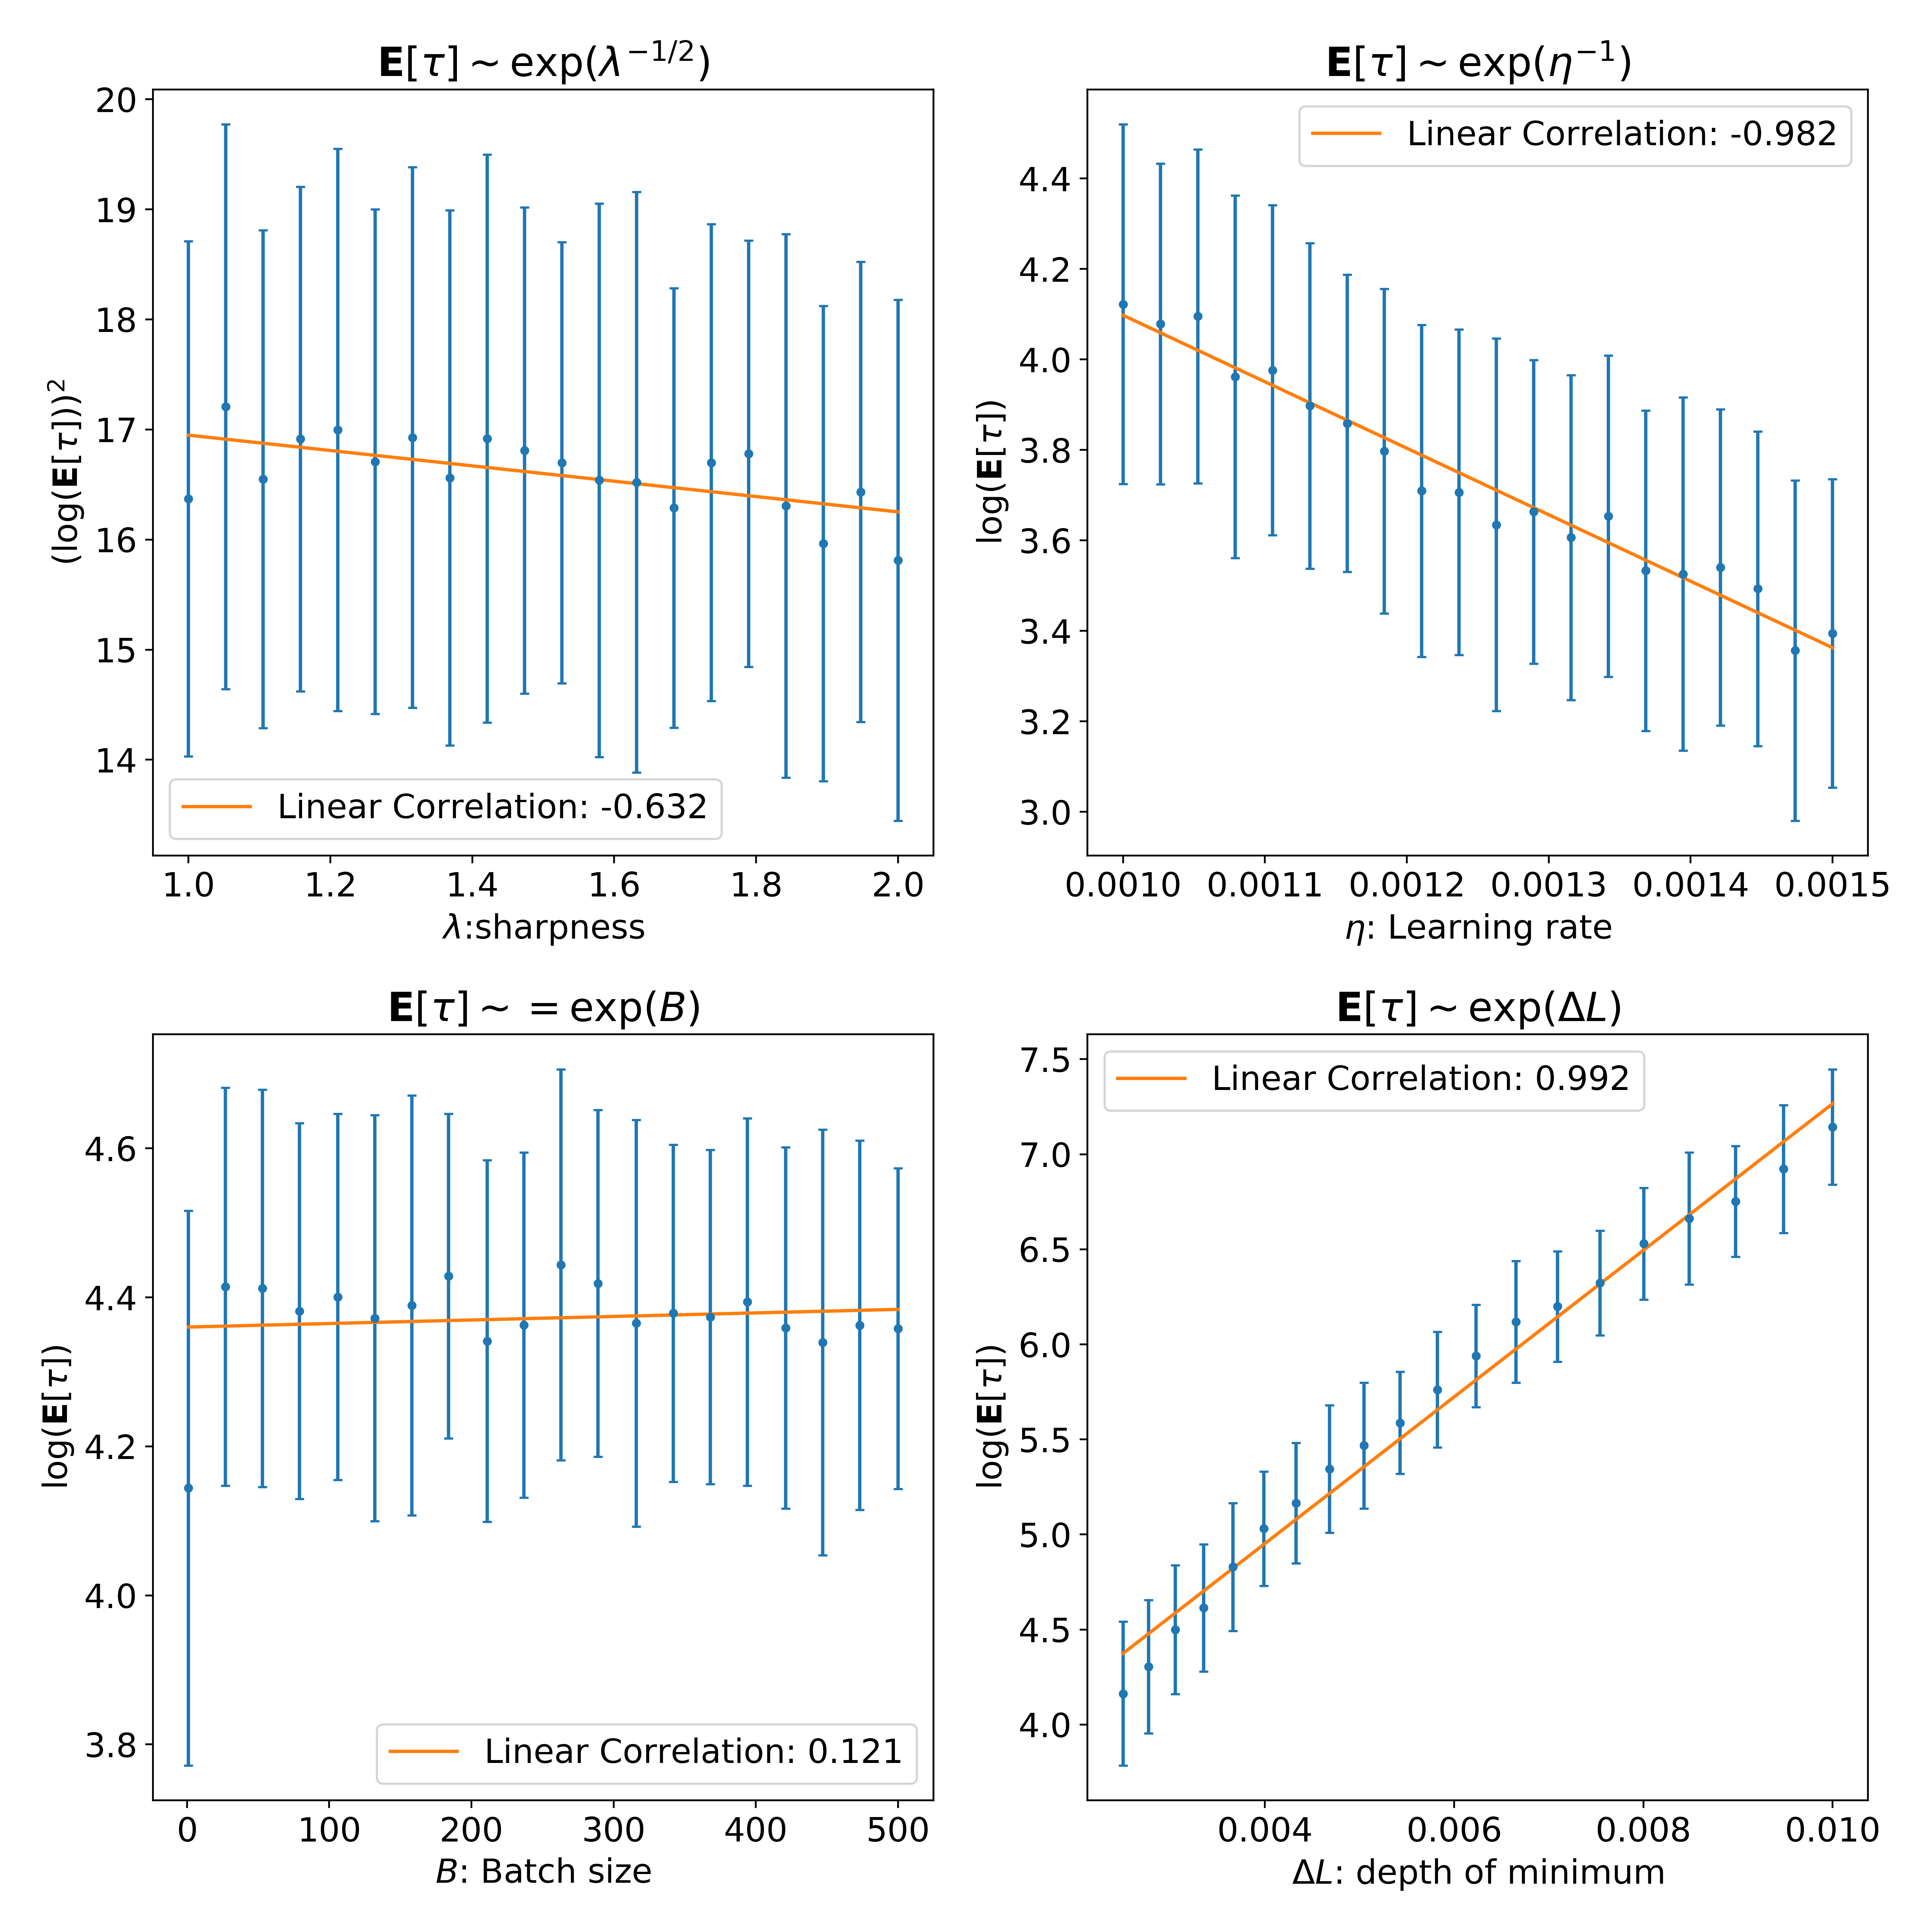 E[τ] ∼ exp(λ^{−1/2})
20
19
18
17
16
15
14
(log(E[τ]))²
Linear Correlation: -0.632
1.0 1.2 1.4 1.6 1.8 2.0
λ:sharpness
E[τ] ∼ exp(η^{−1})
Linear Correlation: -0.982
4.4
4.2
4.0
3.8
3.6
3.4
3.2
3.0
log(E[τ])
0.0010 0.0011 0.0012 0.0013 0.0014 0.0015
η: Learning rate
E[τ] ∼ = exp(B)
4.6
4.4
4.2
4.0
3.8
log(E[τ])
Linear Correlation: 0.121
0 100 200 300 400 500
B: Batch size
E[τ] ∼ exp(ΔL)
Linear Correlation: 0.992
7.5
7.0
6.5
6.0
5.5
5.0
4.5
4.0
log(E[τ])
0.004 0.006 0.008 0.010
ΔL: depth of minimum